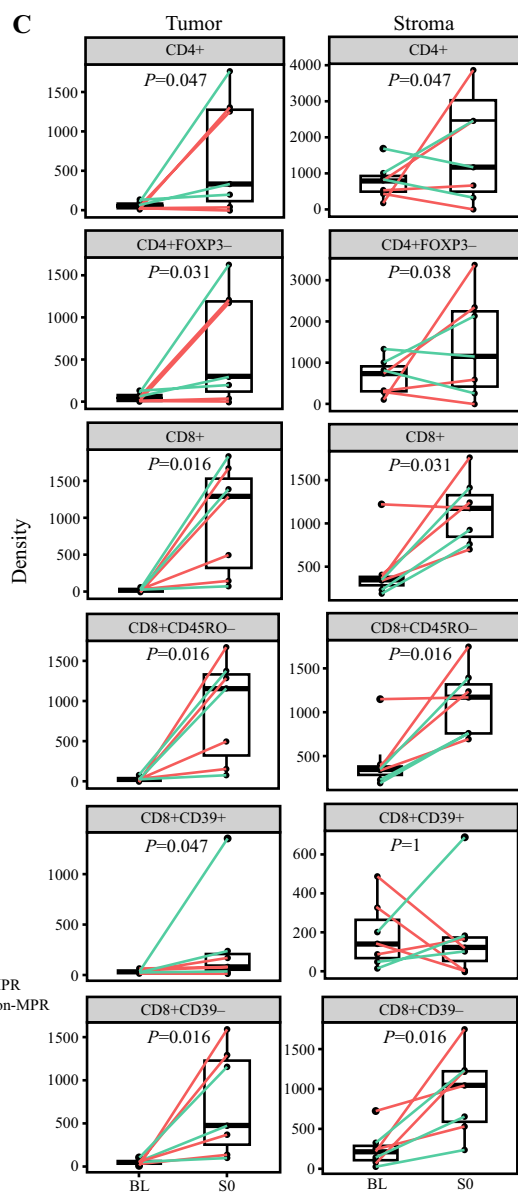 C
Tumor
Stroma
CD4+
CD4+
P=0.047
P=0.047
1500
1000
500
0
4000
3000
2000
1000
0
CD4+FOXP3–
CD4+FOXP3–
P=0.031
P=0.038
1500
1000
500
0
3000
2000
1000
0
CD8+
CD8+
P=0.016
P=0.031
1500
1000
500
0
1500
1000
500
0
Density
CD8+CD45RO–
CD8+CD45RO–
P=0.016
P=0.016
1500
1000
500
0
1500
1000
500
CD8+CD39+
CD8+CD39+
P=0.047
P=1
1000
500
0
600
400
200
0
PR
on-MPR
CD8+CD39–
CD8+CD39–
P=0.016
P=0.016
1500
1000
500
0
1500
1000
500
0
BL
S0
BL
S0